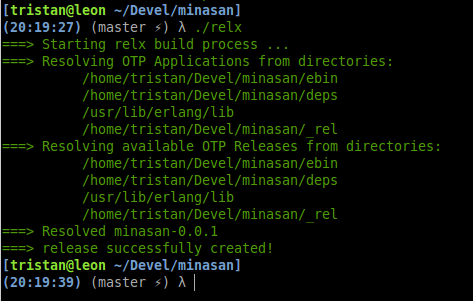 [tristan@leon ~/Devel/minasan]
(20:19:27) (master ⚡) λ ./relx
===> Starting relx build process ...
===> Resolving OTP Applications from directories:
          /home/tristan/Devel/minasan/ebin
          /home/tristan/Devel/minasan/deps
          /usr/lib/erlang/lib
          /home/tristan/Devel/minasan/_rel
===> Resolving available OTP Releases from directories:
          /home/tristan/Devel/minasan/ebin
          /home/tristan/Devel/minasan/deps
          /usr/lib/erlang/lib
          /home/tristan/Devel/minasan/_rel
===> Resolved minasan-0.0.1
===> release successfully created!
[tristan@leon ~/Devel/minasan]
(20:19:39) (master ⚡) λ